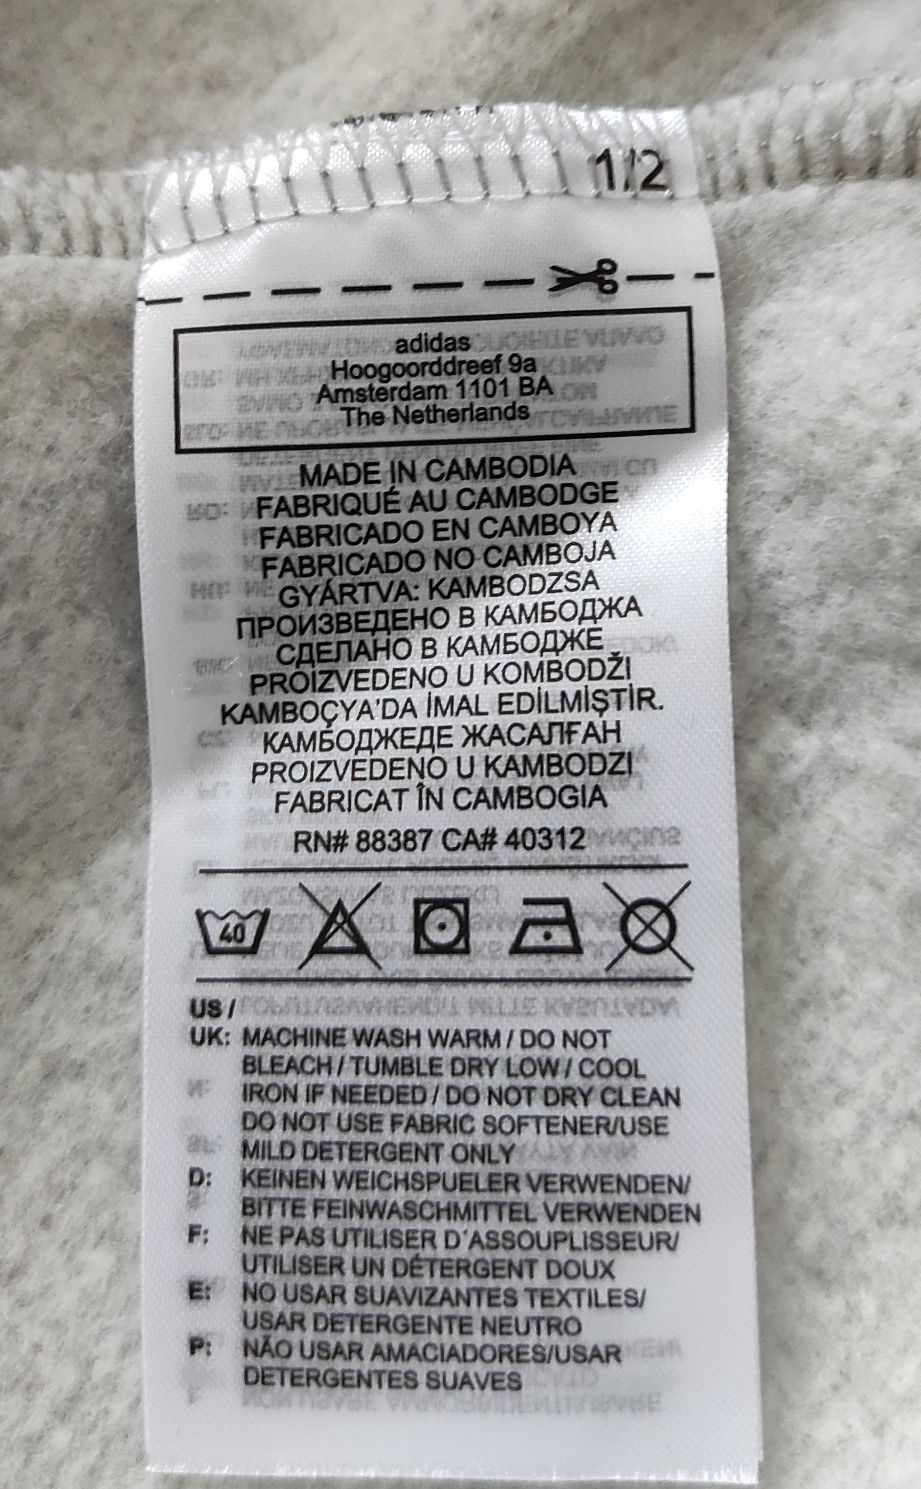 1/2
adidas
Hoogoorddreef 9a
Amsterdam 1101 BA
The Netherlands
MADE IN CAMBODIA
FABRIQUÉ AU CAMBODGE
FABRICADO EN CAMBOYA
FABRICADO NO CAMBOJA
GYÁRTVA: KAMBODZSA
ПРОИЗВЕДЕНО В КАМБОДЖА
СДЕЛАНО В КАМБОДЖЕ
PROIZVEDENO U KOMBODŽI
KAMBOÇYA'DA İMAL EDİLMİŞTİR.
КАМБОДЖЕДЕ ЖАСАЛҒАН
PROIZVEDENO U KAMBODZI
FABRICAT ÎN CAMBOGIA
RN# 88387 CA# 40312
40
US /
UK: MACHINE WASH WARM / DO NOT
BLEACH / TUMBLE DRY LOW / COOL
IRON IF NEEDED / DO NOT DRY CLEAN
DO NOT USE FABRIC SOFTENER/USE
MILD DETERGENT ONLY
D: KEINEN WEICHSPUELER VERWENDEN/
BITTE FEINWASCHMITTEL VERWENDEN
F: NE PAS UTILISER D'ASSOUPLISSEUR/
UTILISER UN DÉTERGENT DOUX
E: NO USAR SUAVIZANTES TEXTILES/
USAR DETERGENTE NEUTRO
P: NÃO USAR AMACIADORES/USAR
DETERGENTES SUAVES